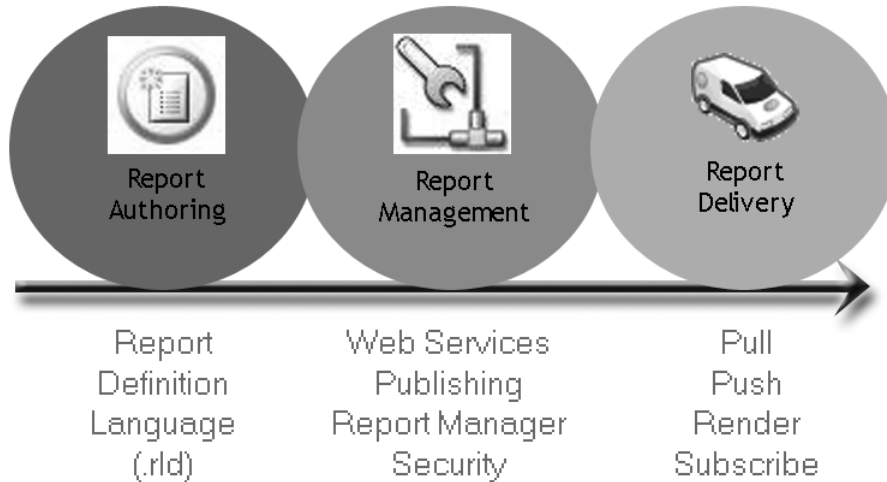 Report
Authoring
Report
Management
Report
Delivery
Report
Definition
Language
(.rld)
Web Services
Publishing
Report Manager
Security
Pull
Push
Render
Subscribe